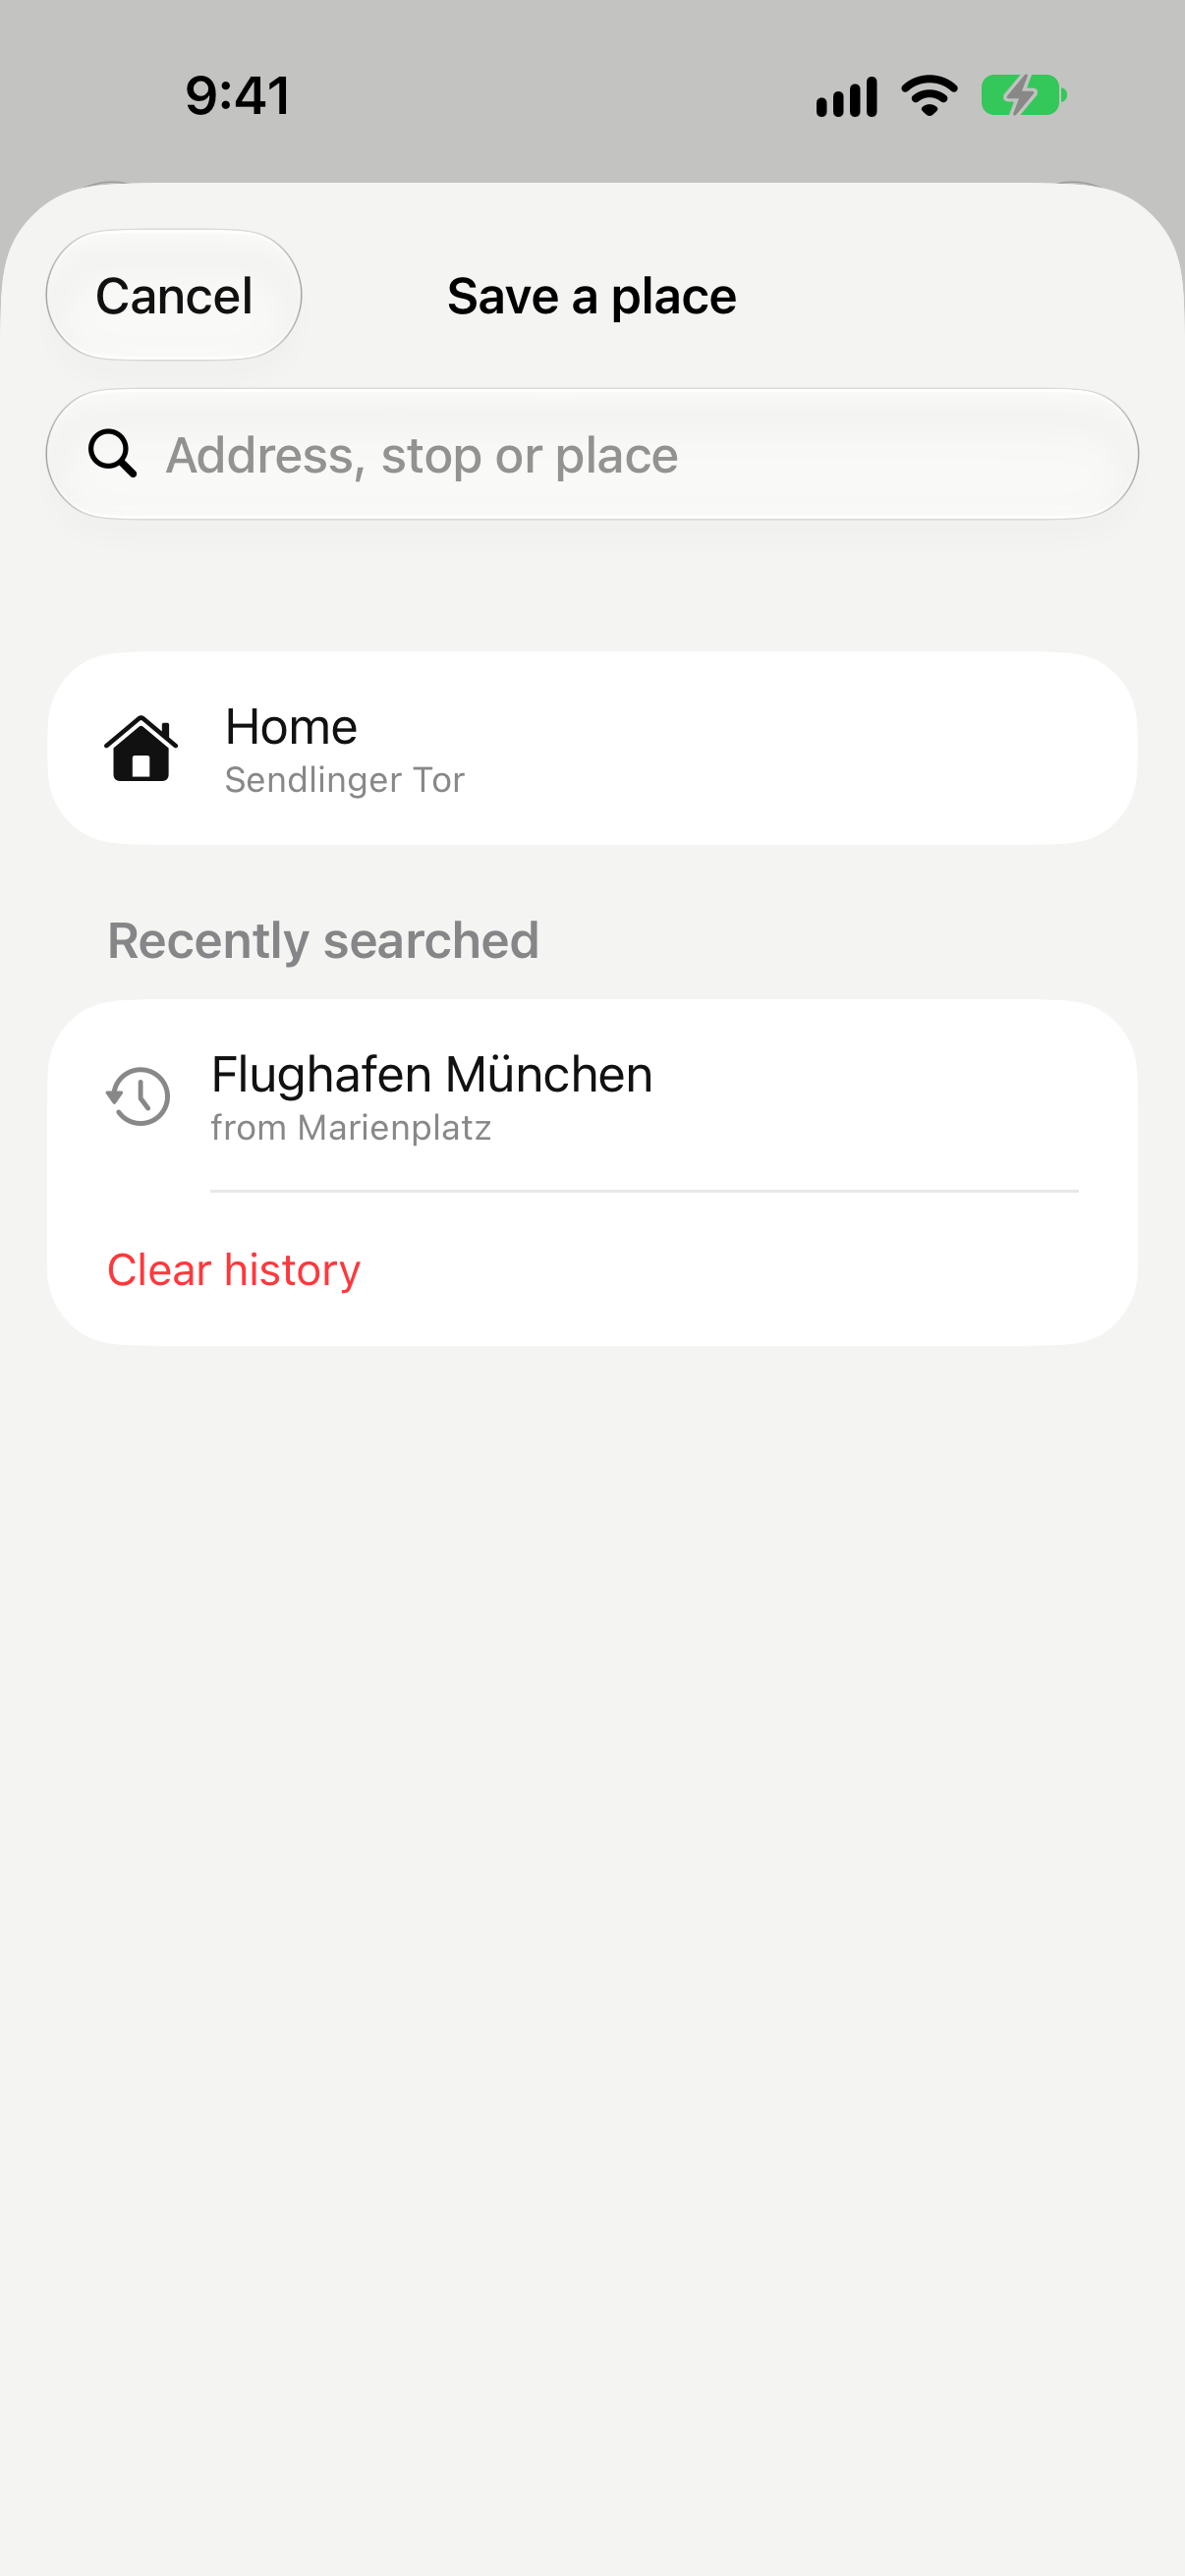 9:41
Cancel
Save a place
Address, stop or place
Home
Sendlinger Tor
Recently searched
Flughafen München
from Marienplatz
Clear history